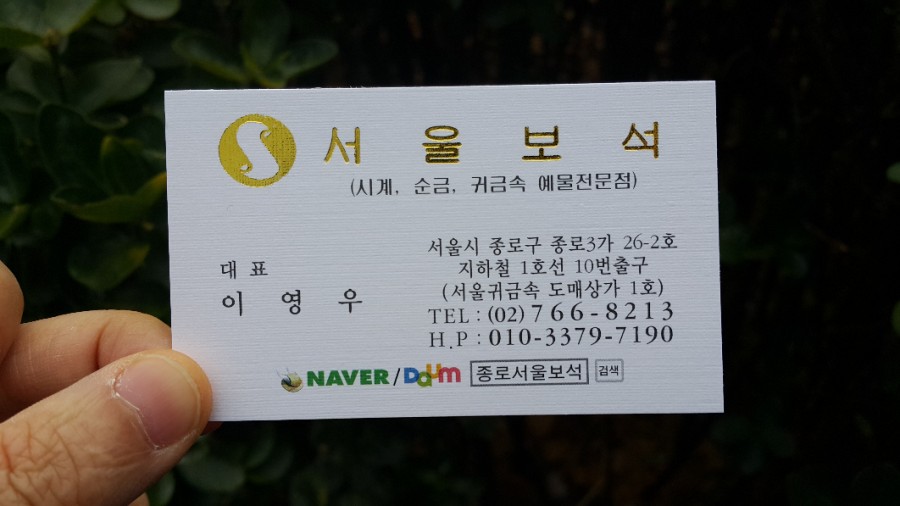 서울보석
(시계, 순금, 귀금속 예물전문점)
대표
이영우
서울시 종로구 종로3가 26-2호
지하철 1호선 10번출구
(서울귀금속 도매상가 1호)
TEL : (02) 766-8213
H.P : 010-3379-7190
NAVER / Daum 종로서울보석 검색